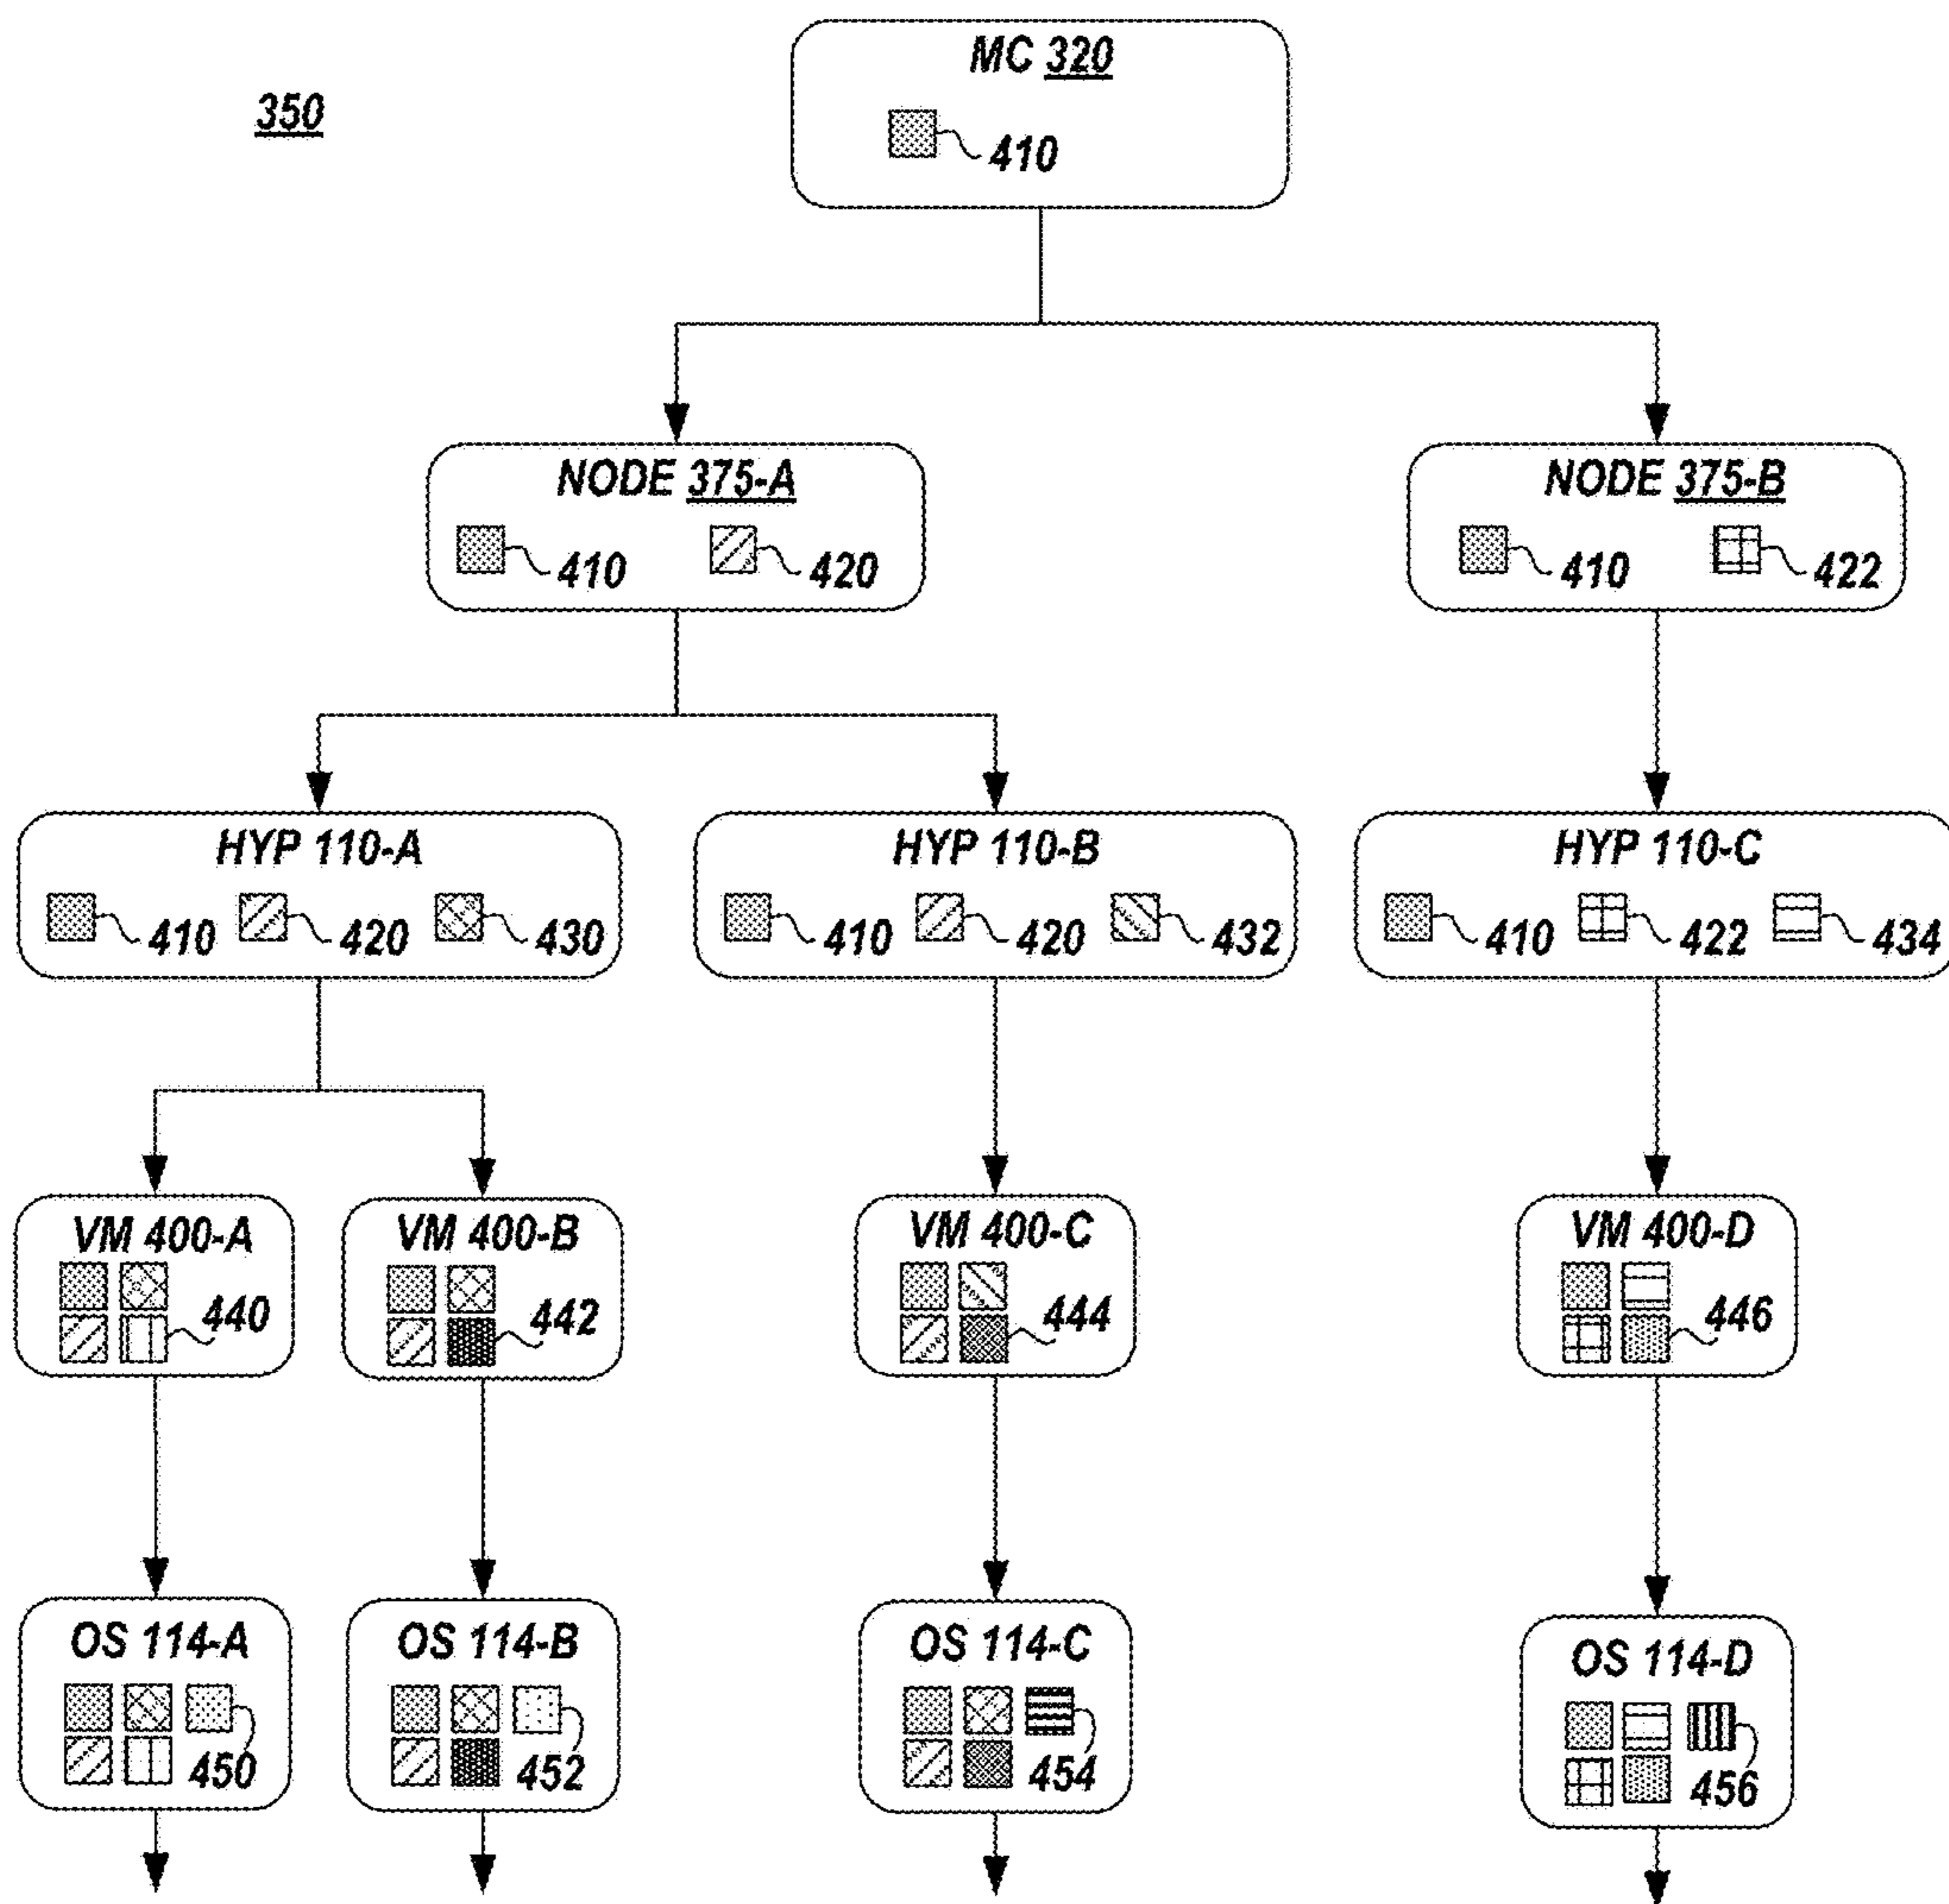 MC 320
350
410
NODE 375-A
NODE 375-B
410 420
410 422
HYP 110-A
HYP 110-B
HYP 110-C
410 420 430
410 420 432
410 422 434
VM 400-A
VM 400-B
VM 400-C
VM 400-D
440
442
444
446
OS 114-A
OS 114-B
OS 114-C
OS 114-D
450
452
454
456